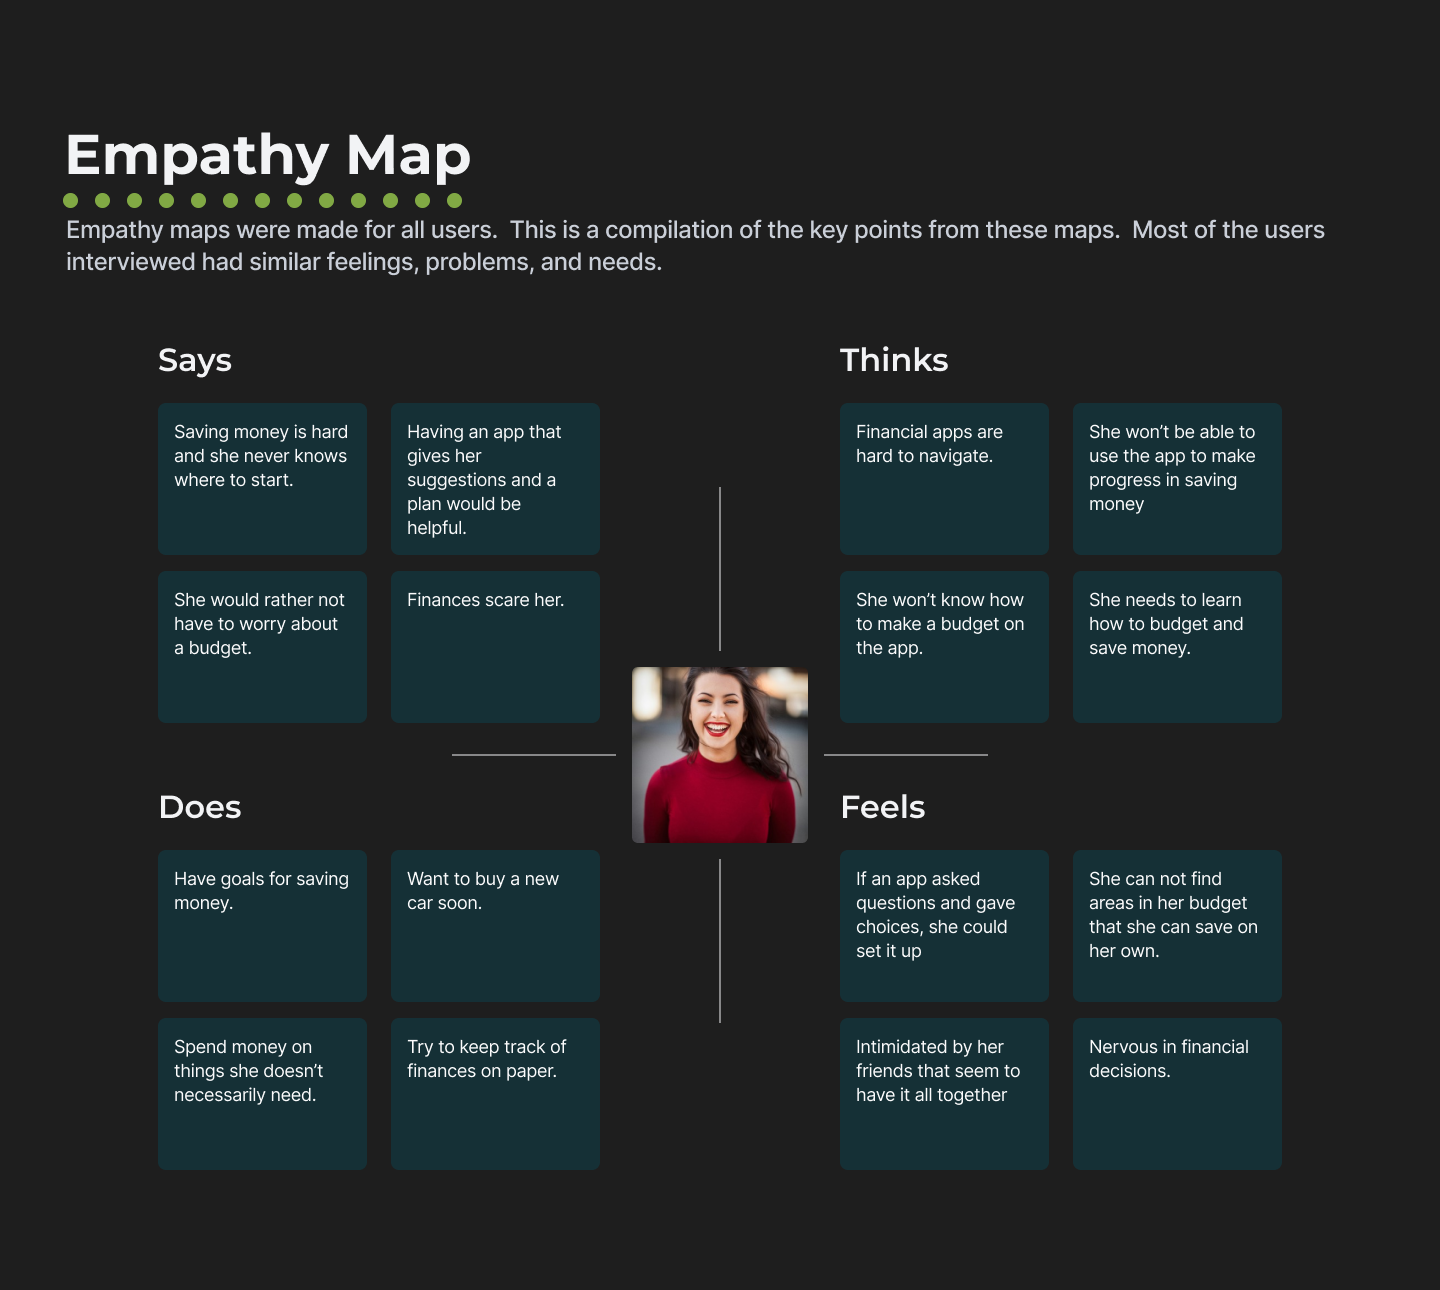 Empathy Map
Empathy maps were made for all users.  This is a compilation of the key points from these maps.  Most of the users
interviewed had similar feelings, problems, and needs.
Says
Saving money is hard
and she never knows
where to start.
Having an app that
gives her
suggestions and a
plan would be
helpful.
She would rather not
have to worry about
a budget.
Finances scare her.
Thinks
Financial apps are
hard to navigate.
She won’t be able to
use the app to make
progress in saving
money
She won’t know how
to make a budget on
the app.
She needs to learn
how to budget and
save money.
Does
Have goals for saving
money.
Want to buy a new
car soon.
Spend money on
things she doesn’t
necessarily need.
Try to keep track of
finances on paper.
Feels
If an app asked
questions and gave
choices, she could
set it up
She can not find
areas in her budget
that she can save on
her own.
Intimidated by her
friends that seem to
have it all together
Nervous in financial
decisions.